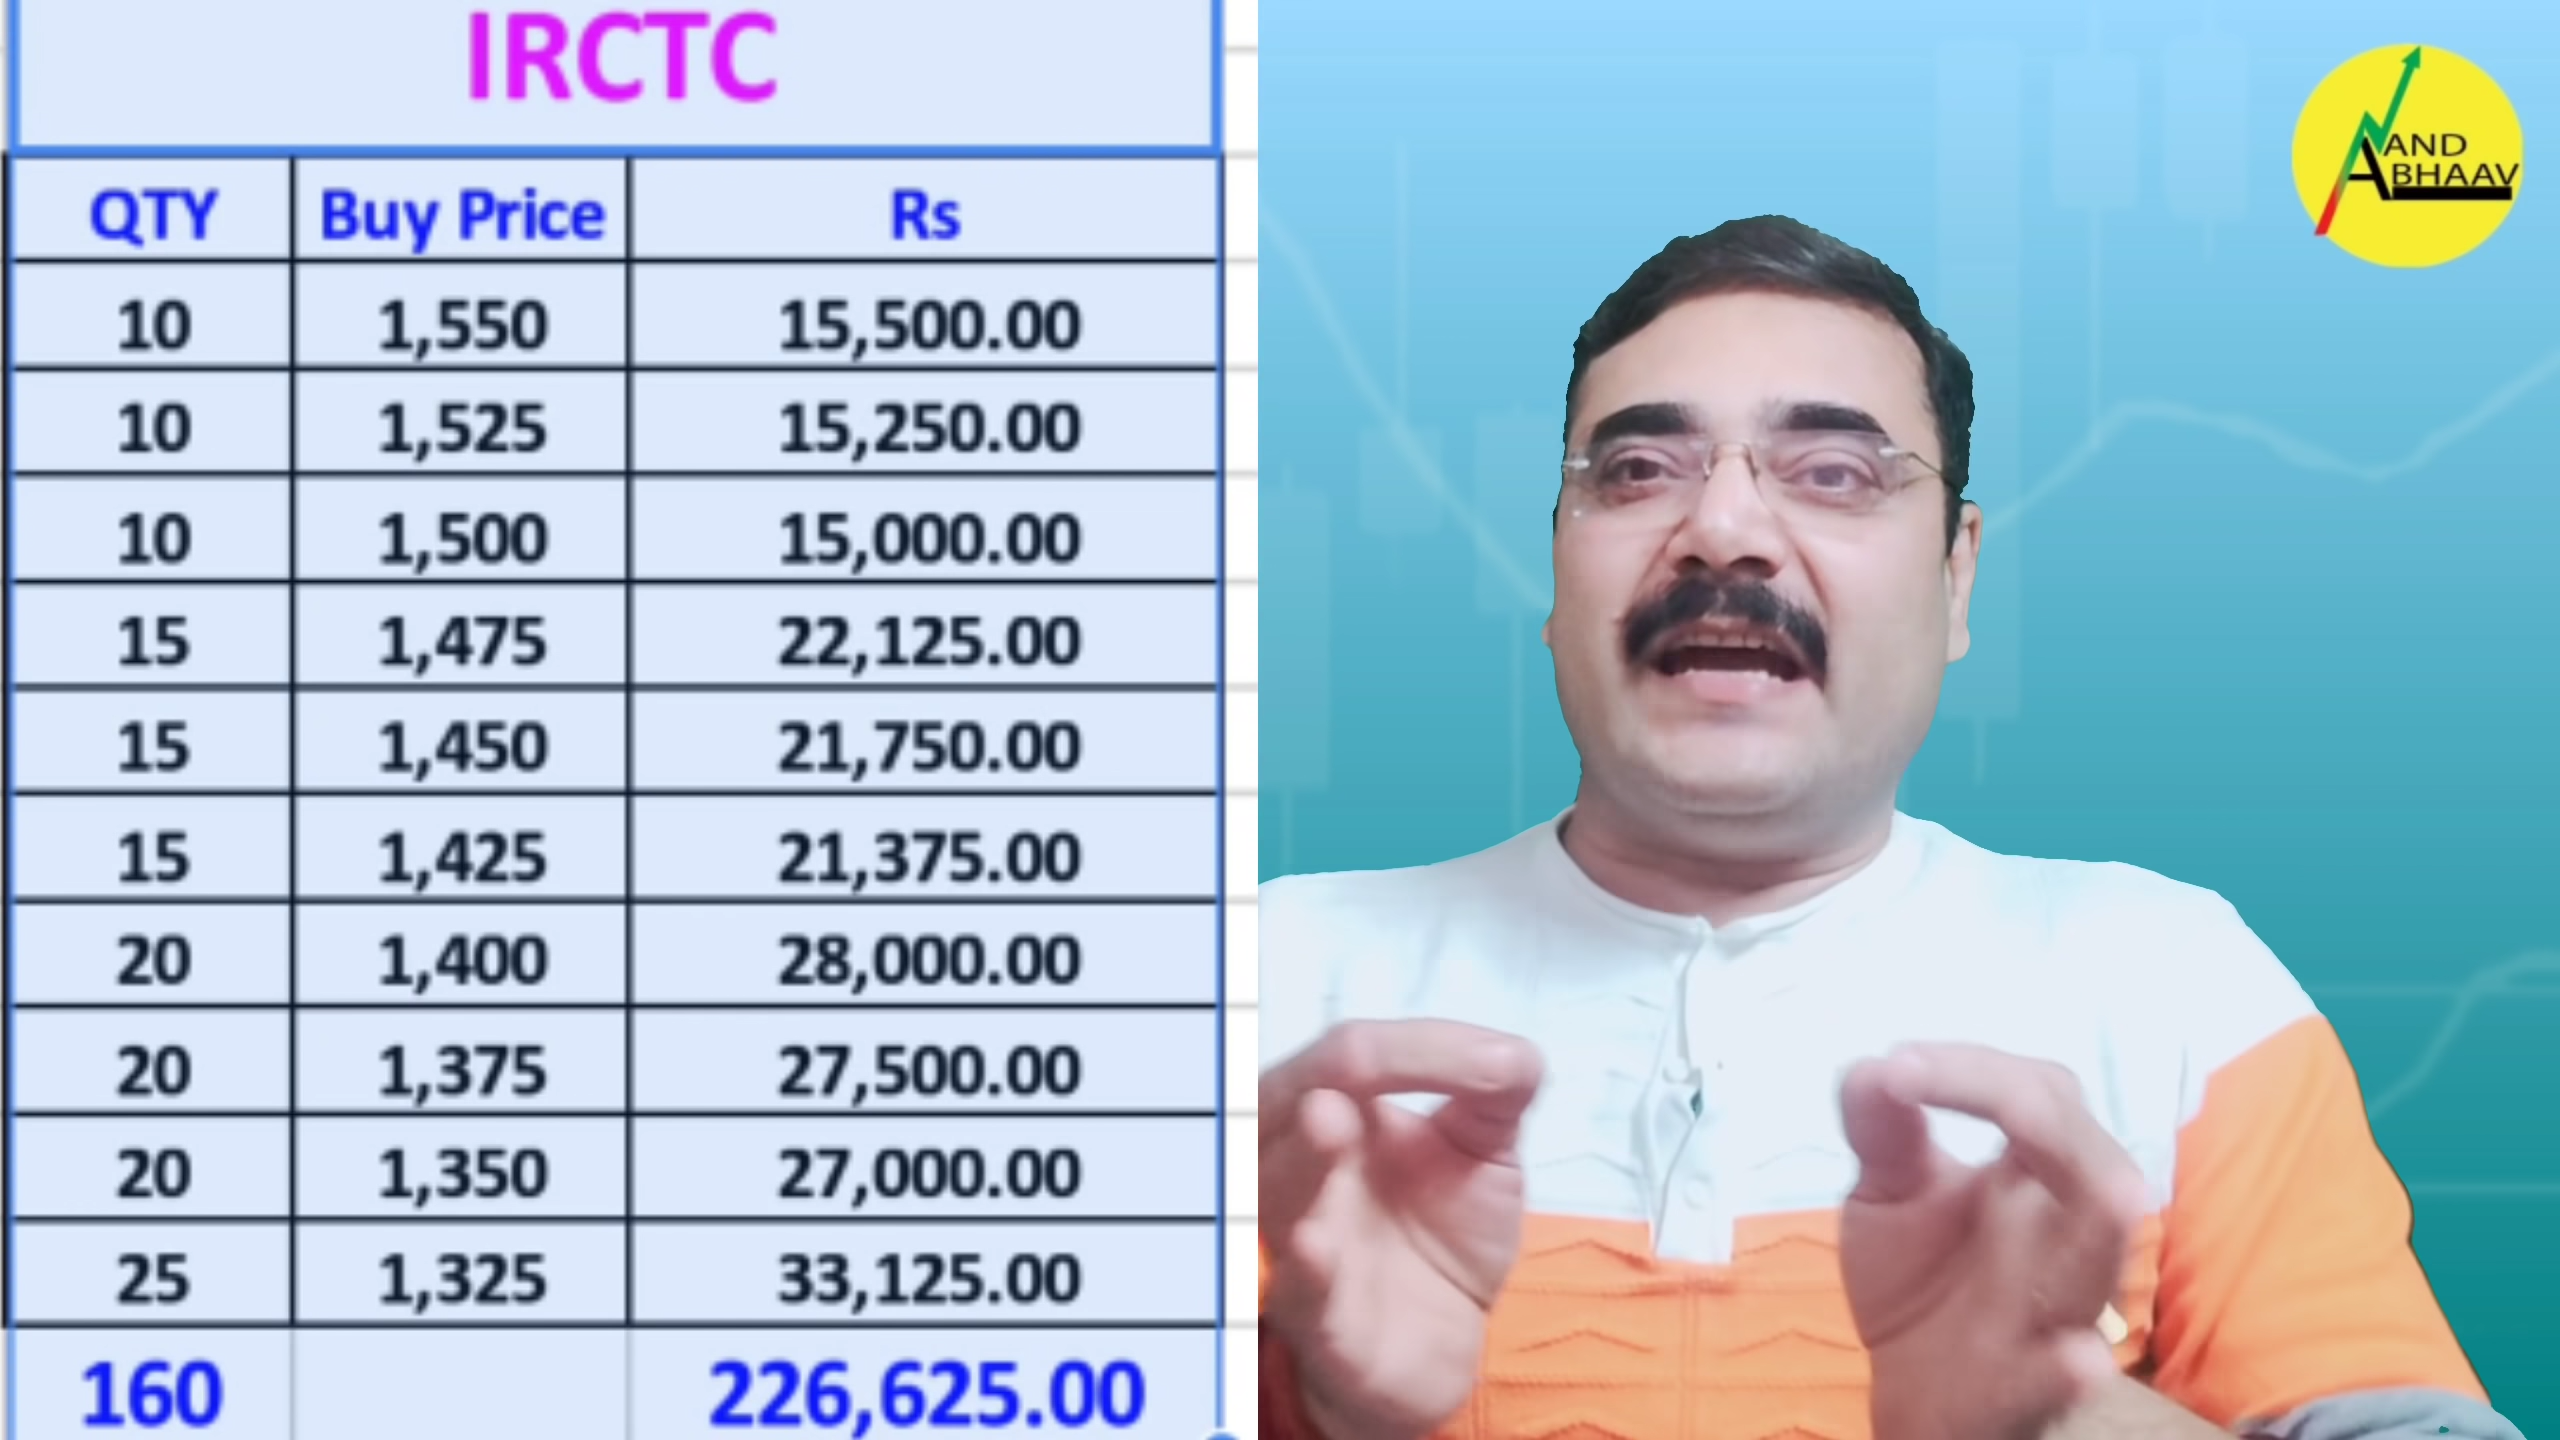 IRCTC
QTY Buy Price Rs
10 1,550 15,500.00
10 1,525 15,250.00
10 1,500 15,000.00
15 1,475 22,125.00
15 1,450 21,750.00
15 1,425 21,375.00
20 1,400 28,000.00
20 1,375 27,500.00
20 1,350 27,000.00
25 1,325 33,125.00
160 226,625.00
AND
ABHAAV